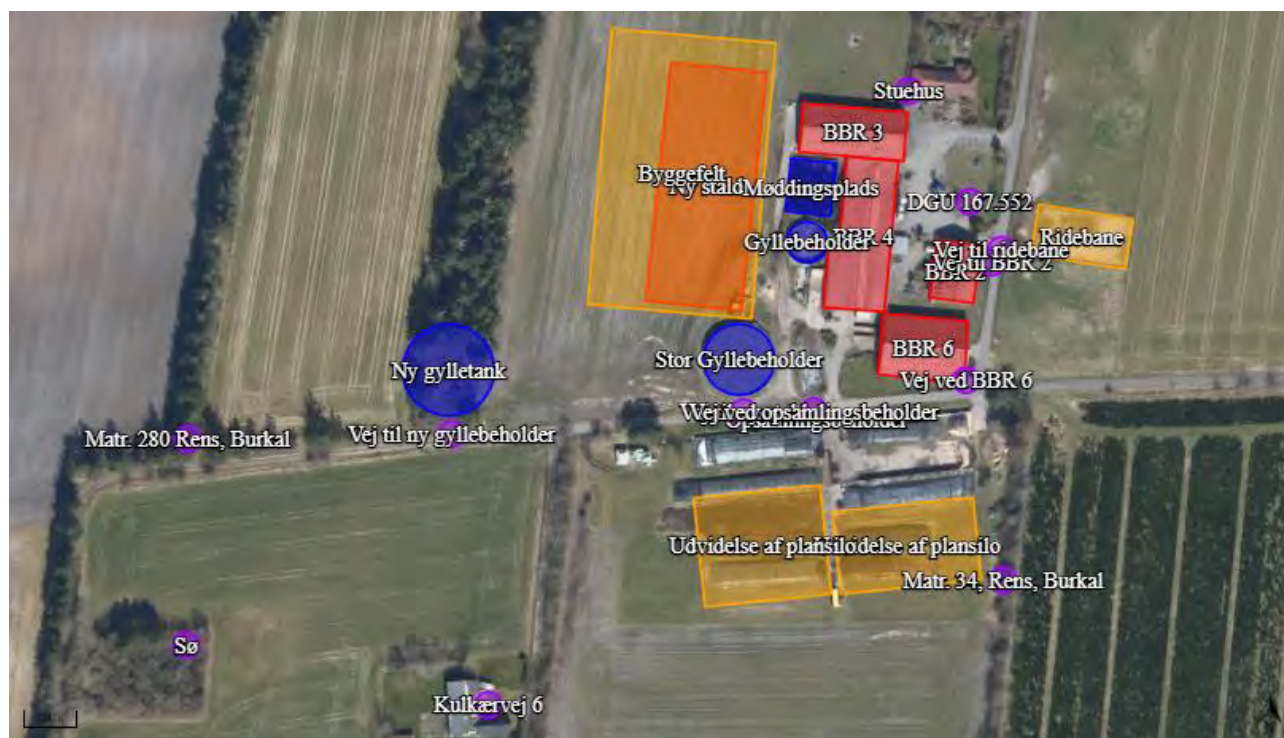 Stuehus
BBR 3
Byggefelt
Ny stald
Møddingsplads
DGU 167.552
Gyllebeholder
BBR 4
Ridebane
Vej til ridebane
Vej til BBR 2
BBR 2
Stor Gyllebeholder
BBR 6
Ny gylletank
Vej ved BBR 6
Vej ved opsamlingsbeholder
Opsamlingsbeholder
Matr. 280 Rens, Burkal
Vej til ny gyllebeholder
Udvidelse af plansilo
delse af plansilo
Matr. 34, Rens, Burkal
Sø
Kulkærvej 6